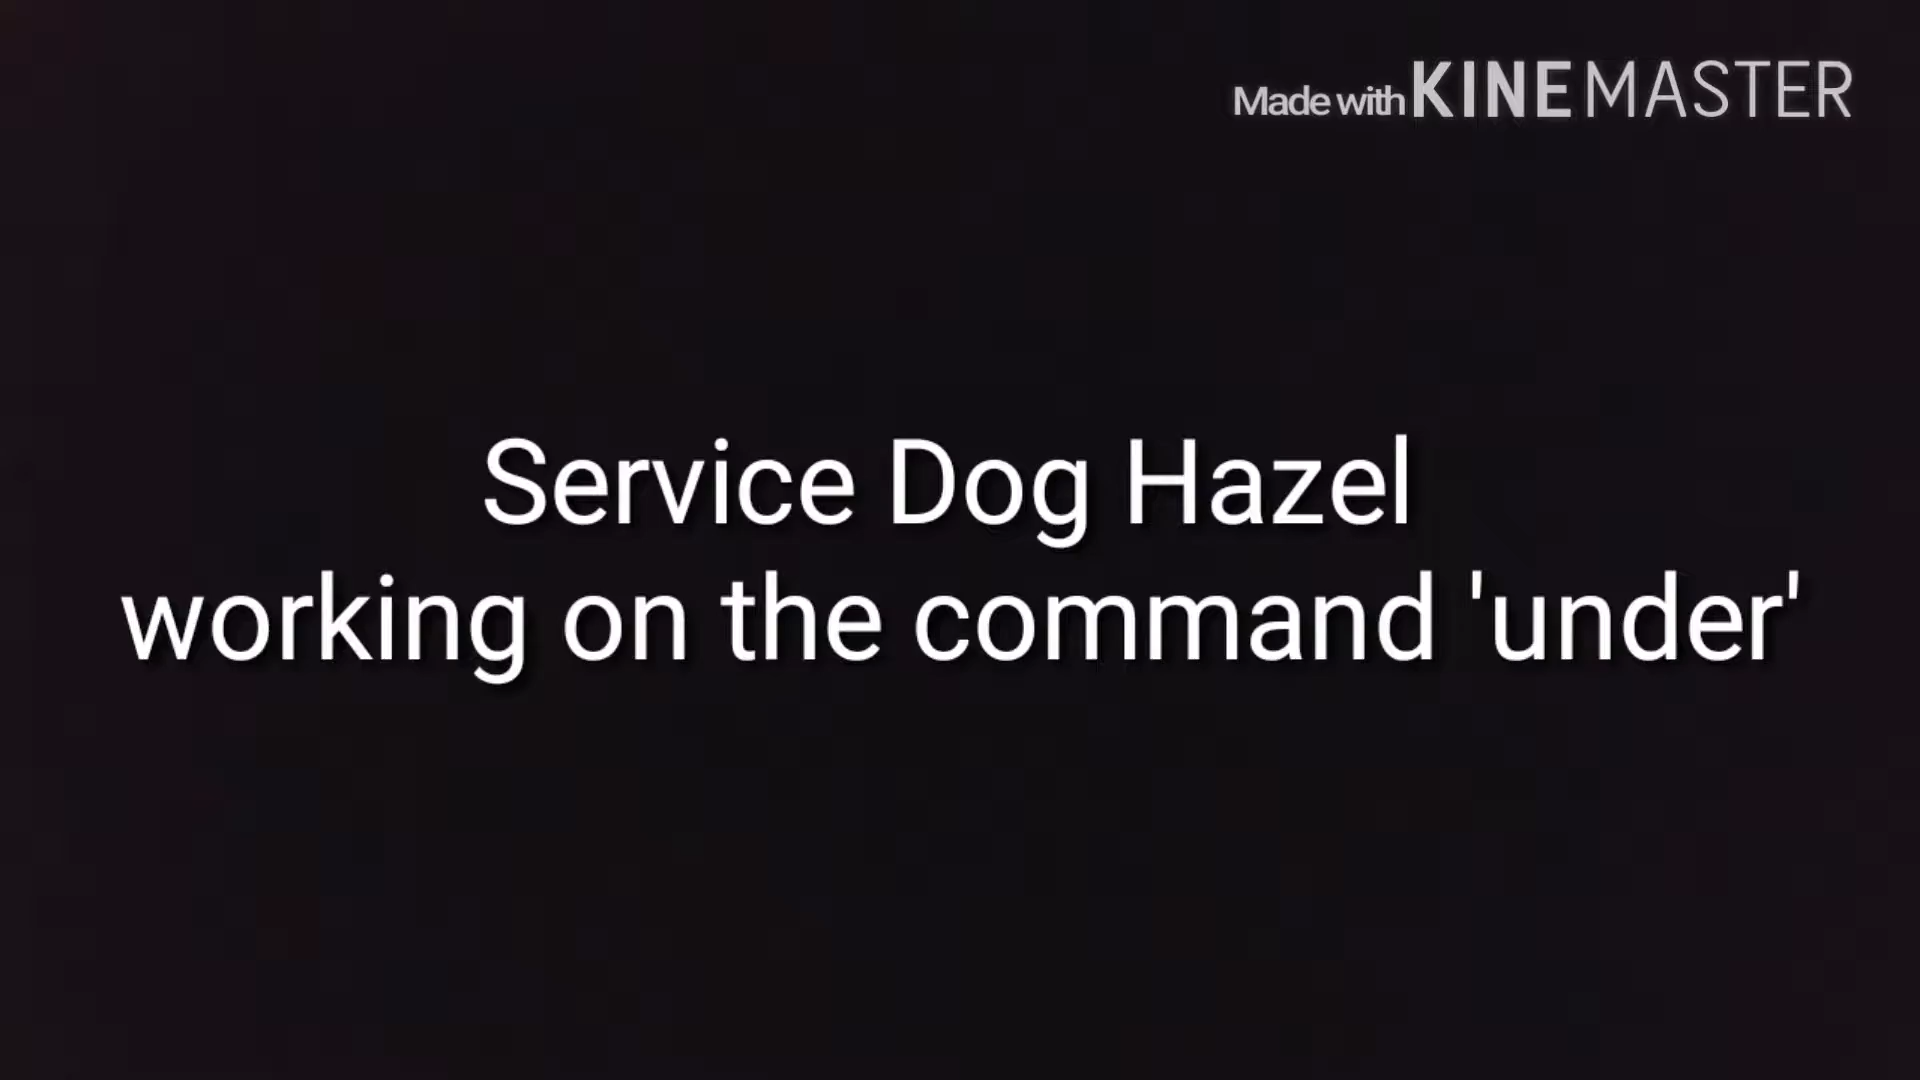 Made with KINEMASTER
Service Dog Hazel
working on the command 'under'